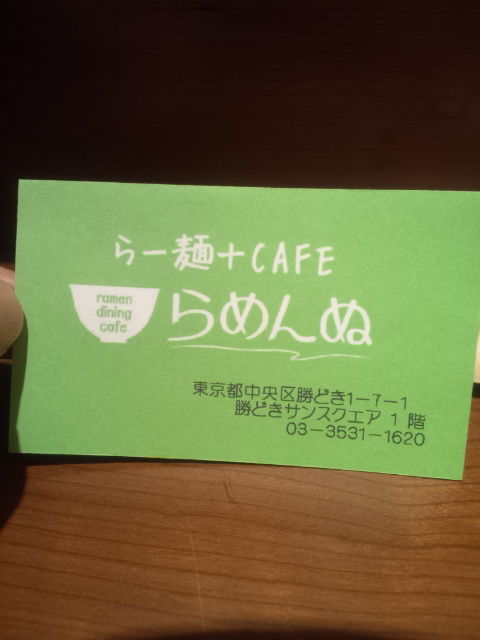 らー麺+CAFE
ramen
dining
cafe
らめんぬ
東京都中央区勝どき1-7-1
勝どきサンスクエア 1 階
03-3531-1620